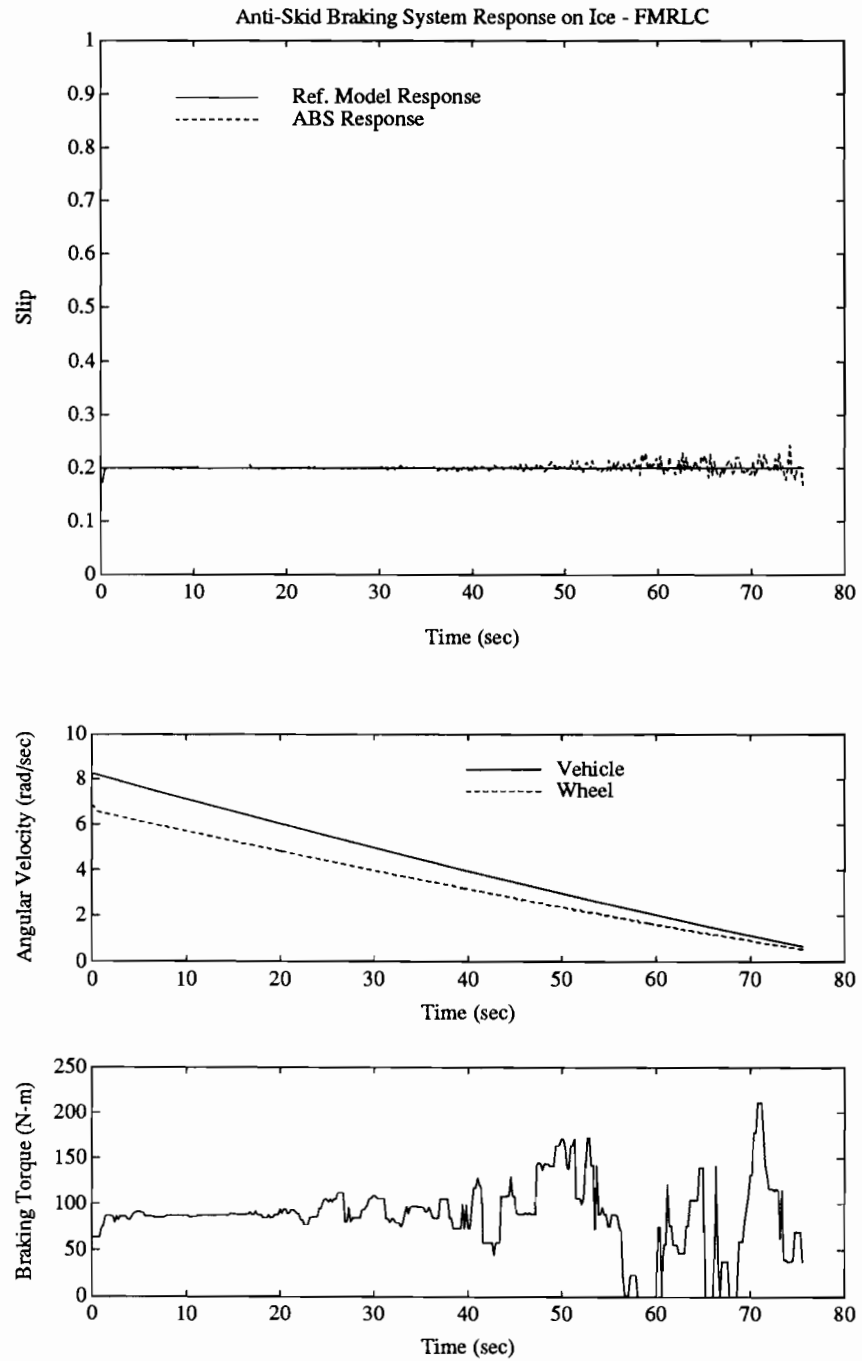 Anti-Skid Braking System Response on Ice - FMRLC
1
0.9
Ref. Model Response
ABS Response
0.8
0.7
0.6
Slip
0.5
0.4
0.3
0.2
0.1
0
0 10 20 30 40 50 60 70 80
Time (sec)
10
Vehicle
8
Wheel
6
Angular Velocity (rad/sec)
4
2
0
0 10 20 30 40 50 60 70 80
Time (sec)
250
200
150
Braking Torque (N-m)
100
50
0
0 10 20 30 40 50 60 70 80
Time (sec)